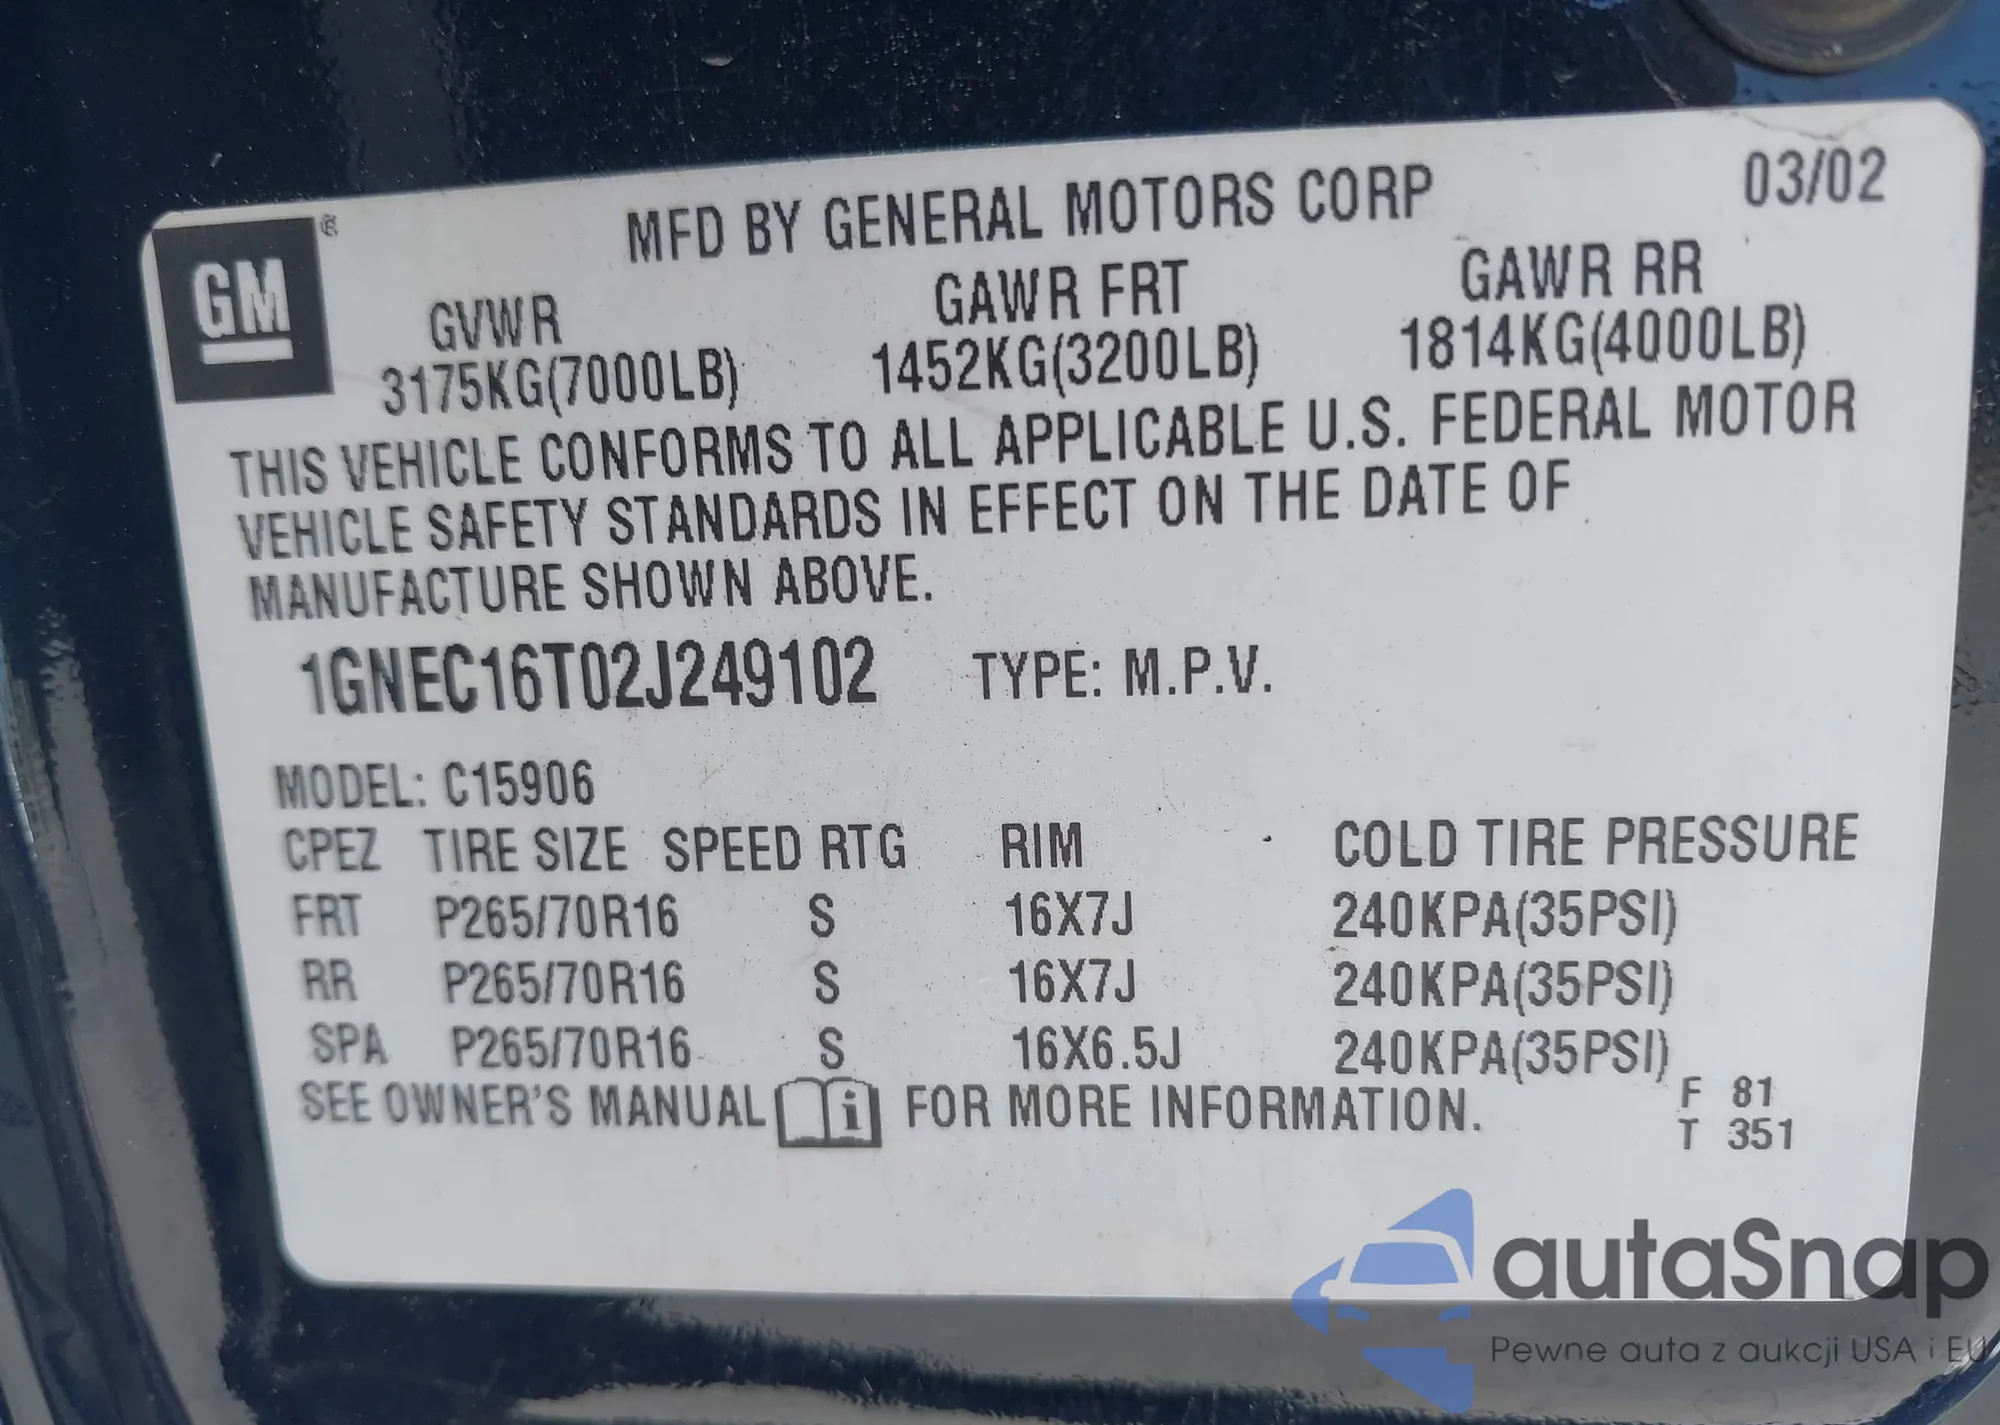 MFD BY GENERAL MOTORS CORP 03/02
GM ®
GVWR GAWR FRT GAWR RR
3175KG(7000LB) 1452KG(3200LB) 1814KG(4000LB)
THIS VEHICLE CONFORMS TO ALL APPLICABLE U.S. FEDERAL MOTOR
VEHICLE SAFETY STANDARDS IN EFFECT ON THE DATE OF
MANUFACTURE SHOWN ABOVE.
1GNEC16T02J249102 TYPE: M.P.V.
MODEL: C15906
CPEZ TIRE SIZE SPEED RTG RIM COLD TIRE PRESSURE
FRT P265/70R16 S 16X7J 240KPA(35PSI)
RR P265/70R16 S 16X7J 240KPA(35PSI)
SPA P265/70R16 S 16X6.5J 240KPA(35PSI)
SEE OWNER'S MANUAL i FOR MORE INFORMATION.
F 81
T 351
autaSnap
Pewne auta z aukcji USA i EU